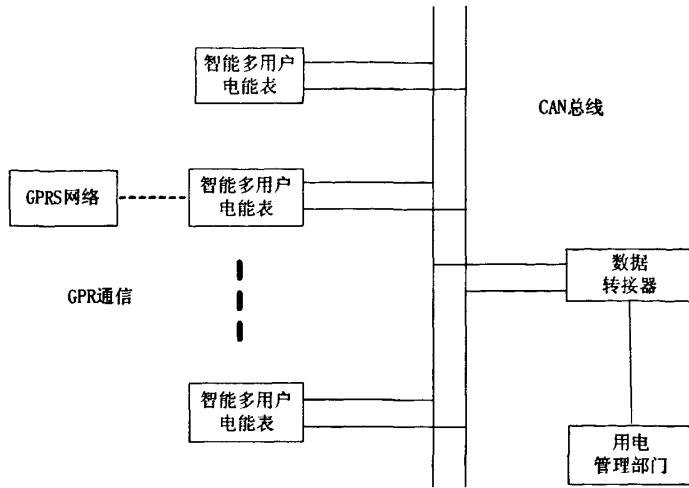 智能多用户
电能表
CAN总线
GPRS网络
智能多用户
电能表
数据
转接器
GPR通信
智能多用户
电能表
用电
管理部门